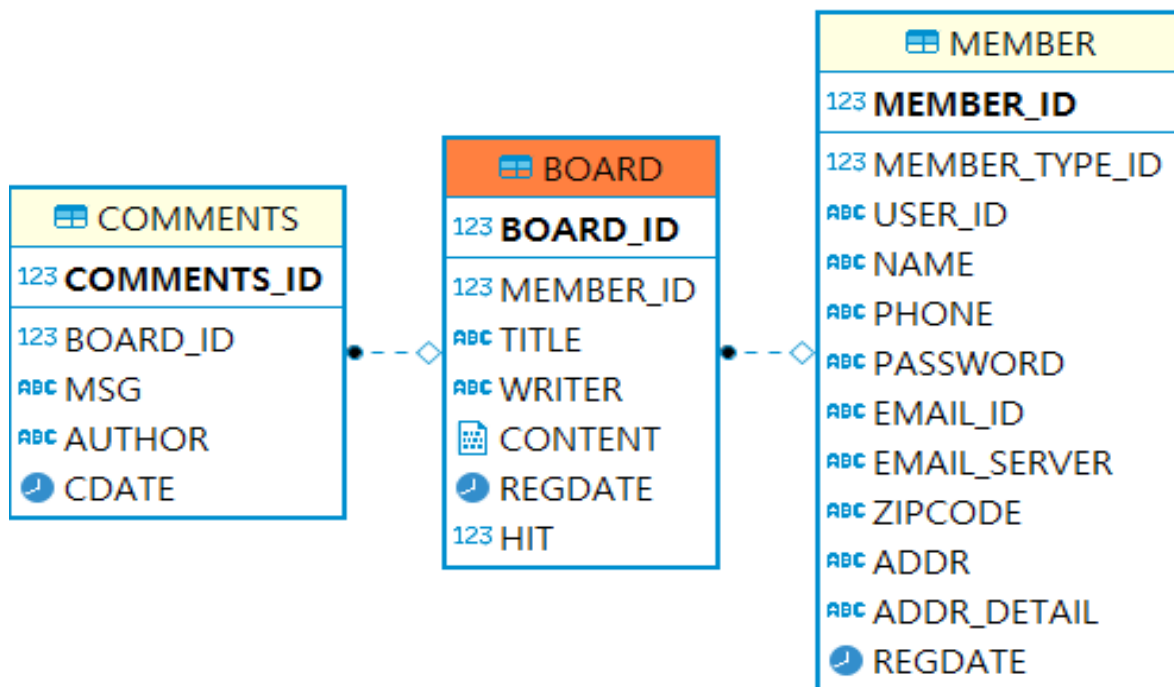 COMMENTS
123 COMMENTS_ID
123 BOARD_ID
ABC MSG
ABC AUTHOR
CDATE
BOARD
123 BOARD_ID
123 MEMBER_ID
ABC TITLE
ABC WRITER
CONTENT
REGDATE
123 HIT
MEMBER
123 MEMBER_ID
123 MEMBER_TYPE_ID
ABC USER_ID
ABC NAME
ABC PHONE
ABC PASSWORD
ABC EMAIL_ID
ABC EMAIL_SERVER
ABC ZIPCODE
ABC ADDR
ABC ADDR_DETAIL
REGDATE